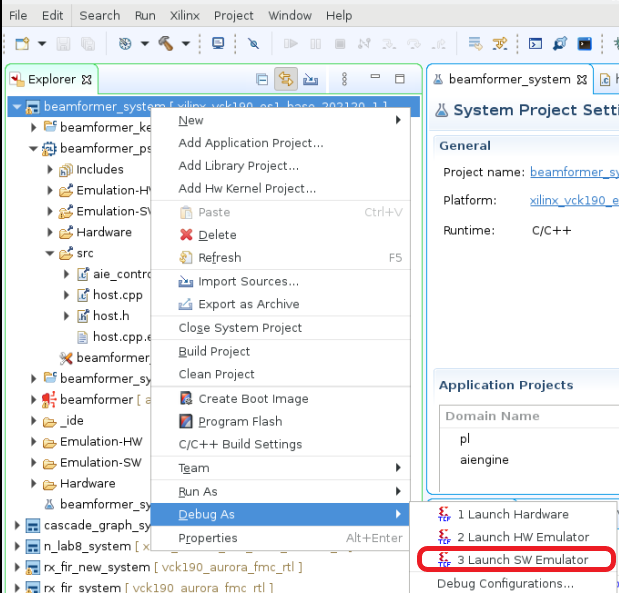 File Edit Search Run Xilinx Project Window Help
Explorer
beamformer_system
beamformer_system [ xilinx_vck190_es1_base_202120_1 ]
System Project Setti
beamformer_ke
beamformer_ps
Includes
Emulation-HW
Emulation-SW
Hardware
src
aie_contro
host.cpp
host.h
host.cpp.e
beamformer_
beamformer_sy
beamformer [ a
_ide
Emulation-HW
Emulation-SW
Hardware
beamformer_sy
cascade_graph_sy
n_lab8_system [ x
rx_fir_new_system [ vck190_aurora_fmc_rtl ]
rx_fir_system [ vck190_aurora_fmc_rtl ]
New
Add Application Project...
Add Library Project...
Add Hw Kernel Project...
Paste Ctrl+V
Delete
Refresh F5
Import Sources...
Export as Archive
Close System Project
Build Project
Clean Project
Create Boot Image
Program Flash
C/C++ Build Settings
Team
Run As
Debug As
Properties Alt+Enter
1 Launch Hardware
2 Launch HW Emulator
3 Launch SW Emulator
Debug Configurations...
General
Project name: beamformer_sy
Platform: xilinx_vck190_e
Runtime: C/C++
Application Projects
Domain Name
pl
aiengine